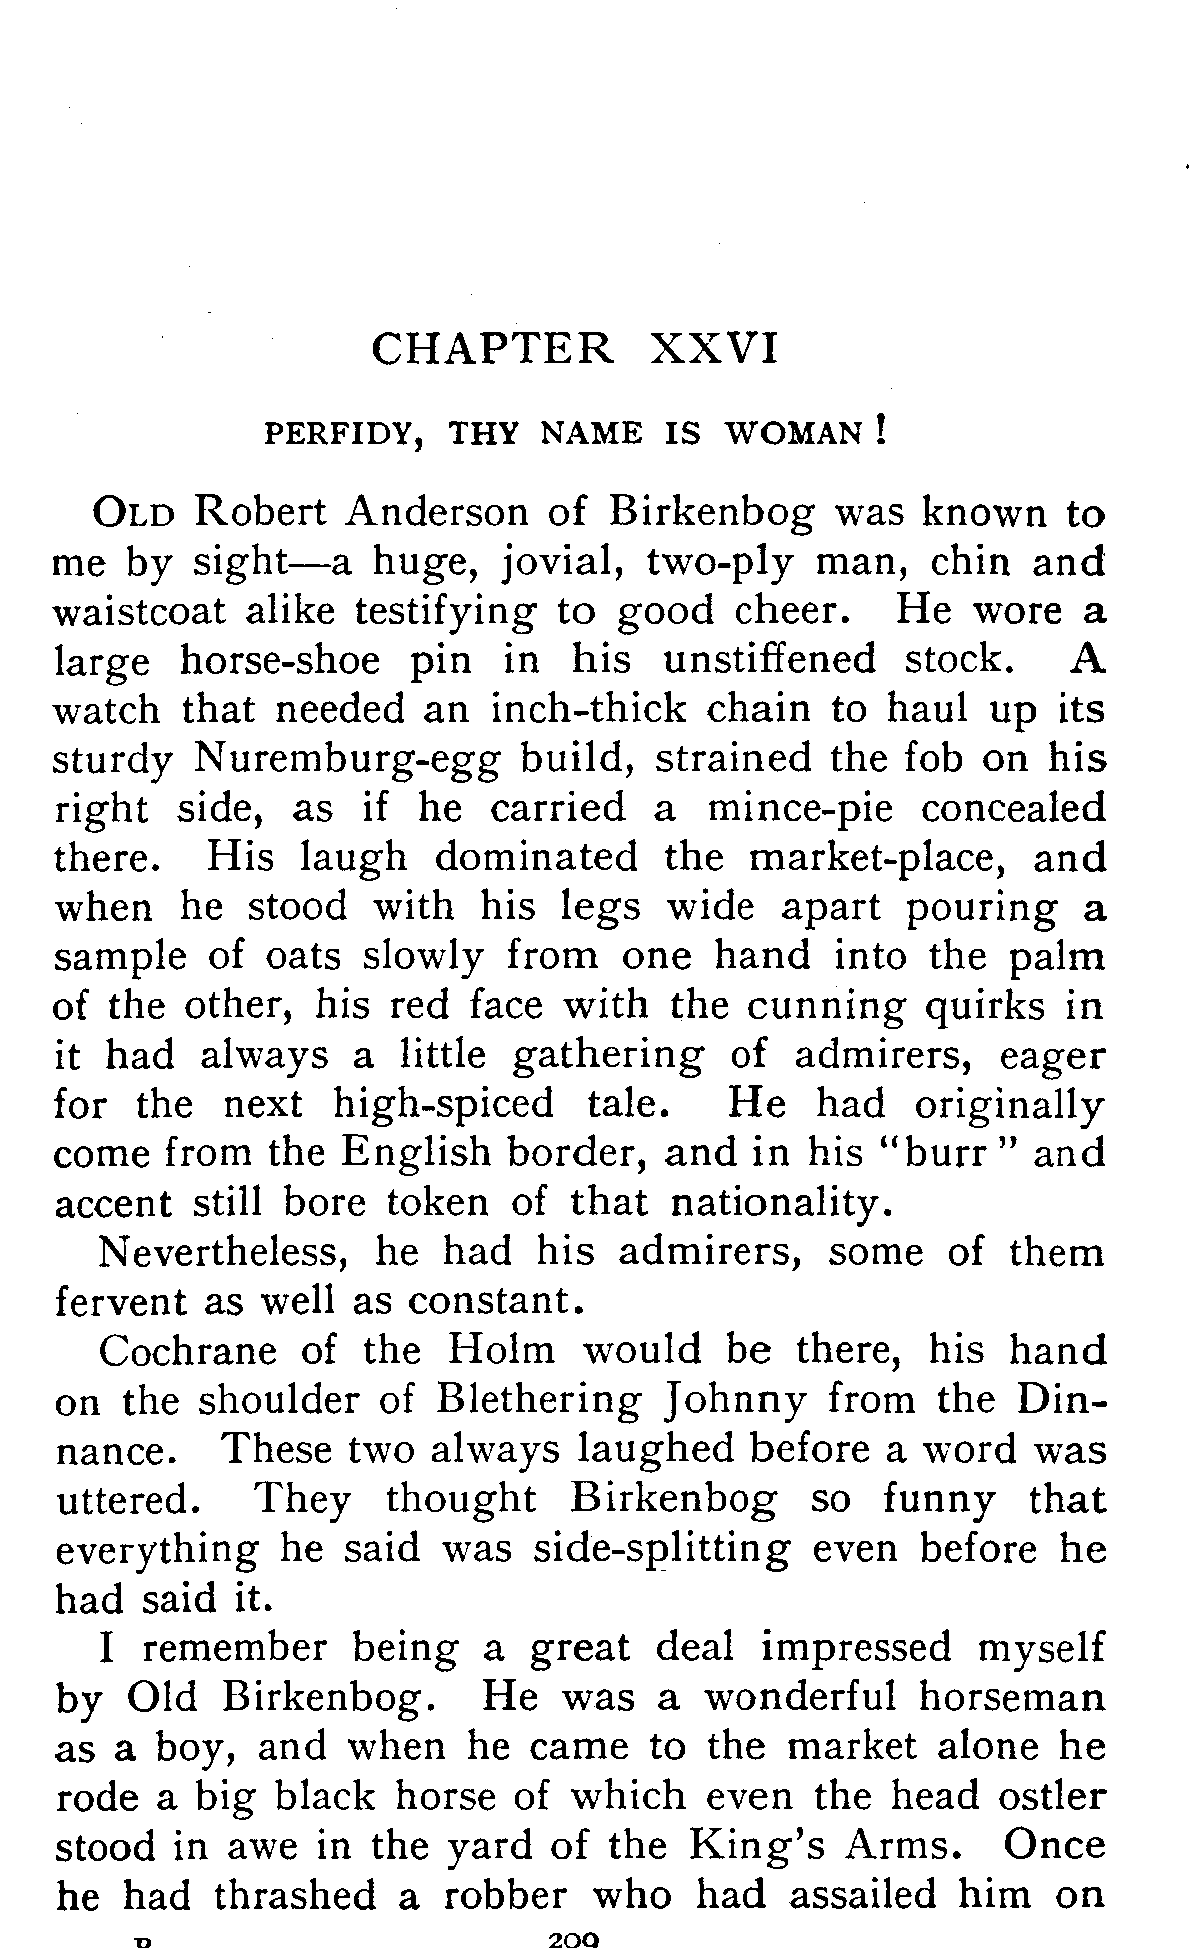 CHAPTER XXVI
PERFIDY, THY NAME IS WOMAN!
OLD Robert Anderson of Birkenbog was known to
me by sight—a huge, jovial, two-ply man, chin and
waistcoat alike testifying to good cheer. He wore a
large horse-shoe pin in his unstiffened stock. A
watch that needed an inch-thick chain to haul up its
sturdy Nuremburg-egg build, strained the fob on his
right side, as if he carried a mince-pie concealed
there. His laugh dominated the market-place, and
when he stood with his legs wide apart pouring a
sample of oats slowly from one hand into the palm
of the other, his red face with the cunning quirks in
it had always a little gathering of admirers, eager
for the next high-spiced tale. He had originally
come from the English border, and in his "burr" and
accent still bore token of that nationality.
Nevertheless, he had his admirers, some of them
fervent as well as constant.
Cochrane of the Holm would be there, his hand
on the shoulder of Blethering Johnny from the Din-
nance. These two always laughed before a word was
uttered. They thought Birkenbog so funny that
everything he said was side-splitting even before he
had said it.
I remember being a great deal impressed myself
by Old Birkenbog. He was a wonderful horseman
as a boy, and when he came to the market alone he
rode a big black horse of which even the head ostler
stood in awe in the yard of the King's Arms. Once
he had thrashed a robber who had assailed him on
209